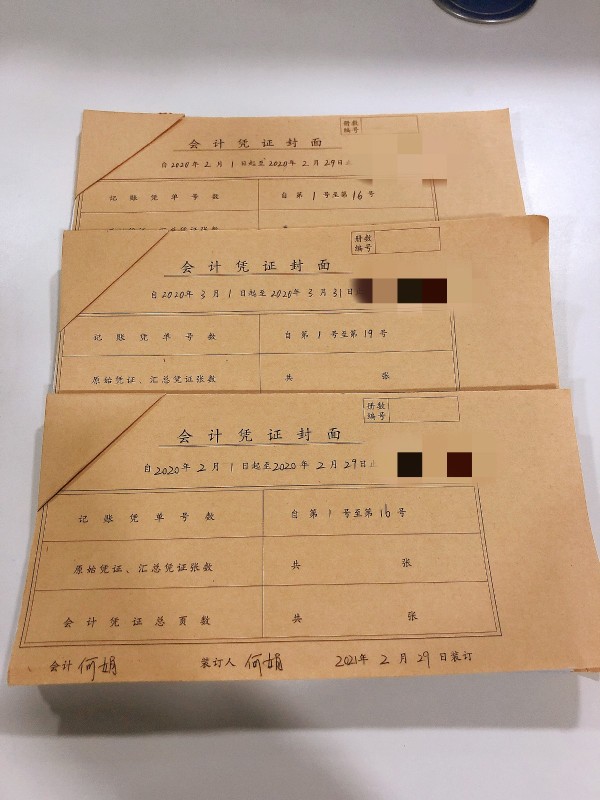 册数
编号
会计凭证封面
自2020年2月1日起至2020年2月29日止
记账凭单号数 自第1号至第16号
册数
编号
会计凭证封面
自2020年3月1日起至2020年3月31日
记账凭单号数 自第1号至第19号
原始凭证、汇总凭证张数 共 张
册数
编号
会计凭证封面
自2020年2月1日起至2020年2月29日止
记账凭单号数 自第1号至第16号
原始凭证、汇总凭证张数 共 张
会计凭证总页数 共 张
会计 何娟 装订人 何娟 2021年2月29日装订